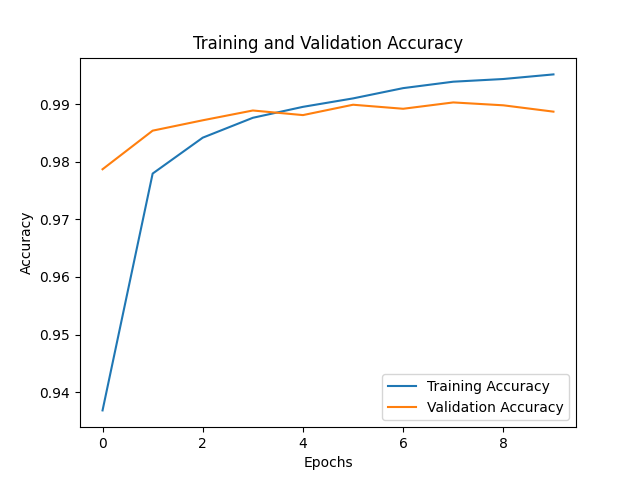 Training and Validation Accuracy
Accuracy
0.99
0.98
0.97
0.96
0.95
0.94
Training Accuracy
Validation Accuracy
0
2
4
6
8
Epochs